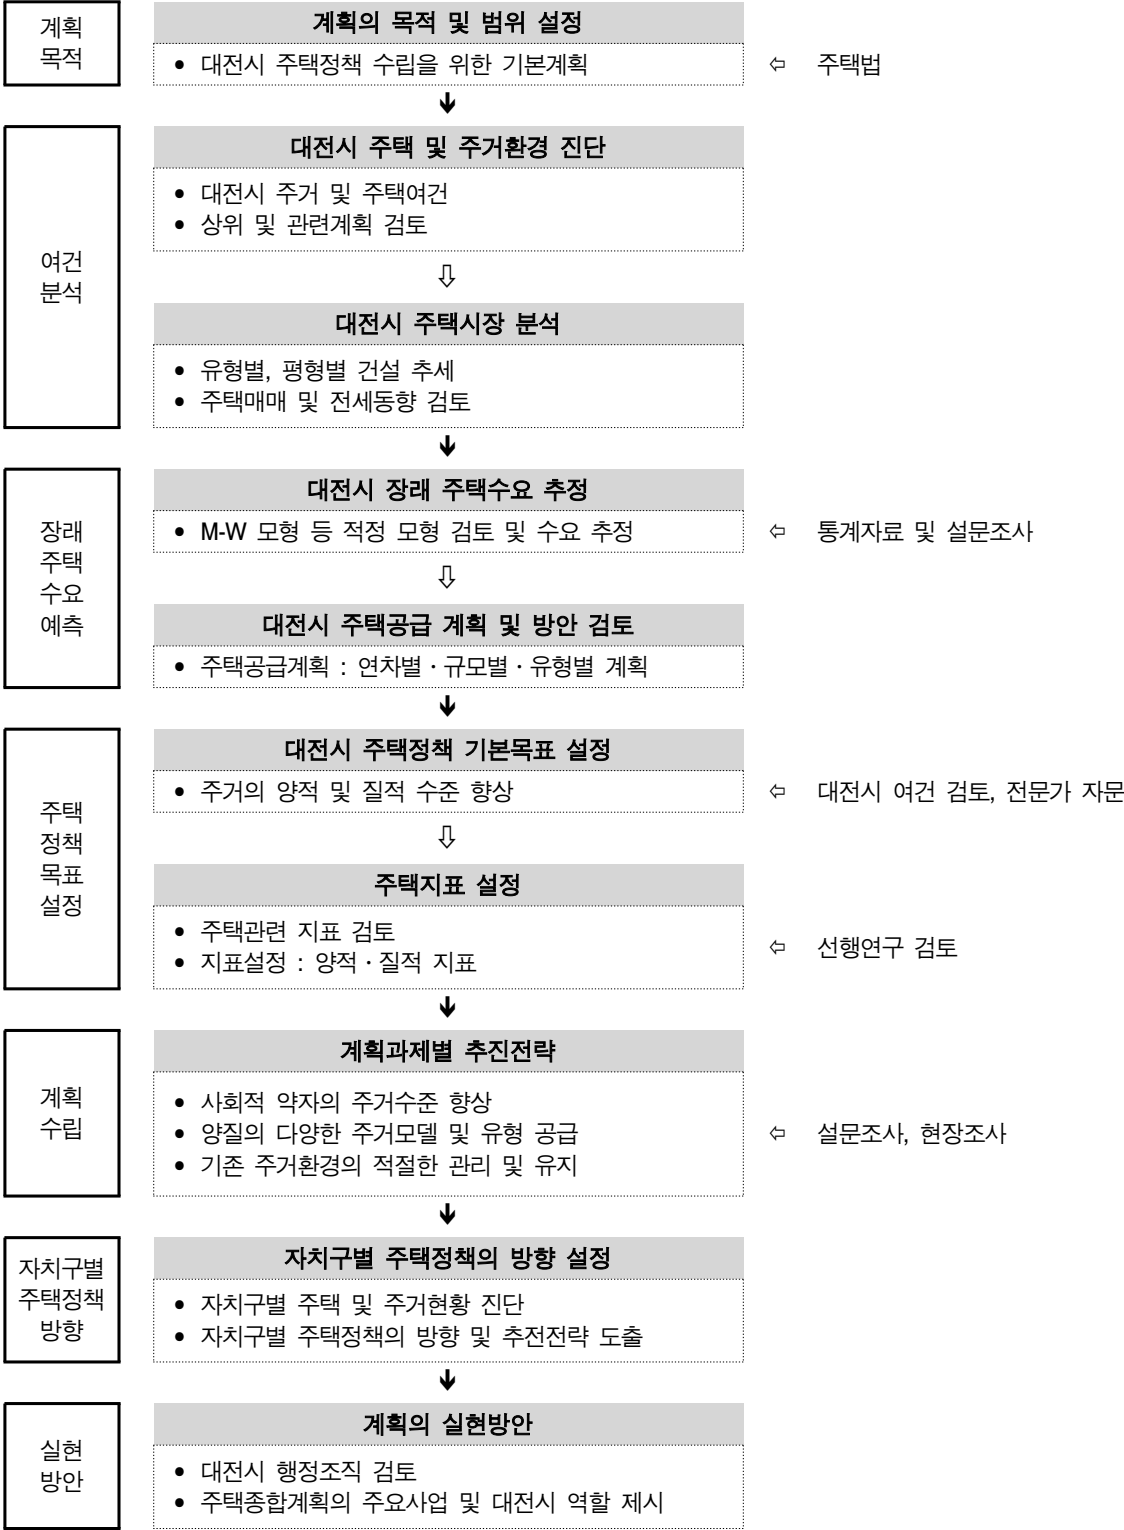 계획
목적
계획의 목적 및 범위 설정
• 대전시 주택정책 수립을 위한 기본계획
⇦ 주택법
🡻
여건
분석
대전시 주택 및 주거환경 진단
• 대전시 주거 및 주택여건
• 상위 및 관련계획 검토
⇩
대전시 주택시장 분석
• 유형별, 평형별 건설 추세
• 주택매매 및 전세동향 검토
🡻
장래
주택
수요
예측
대전시 장래 주택수요 추정
• M-W 모형 등 적정 모형 검토 및 수요 추정
⇦ 통계자료 및 설문조사
⇩
대전시 주택공급 계획 및 방안 검토
• 주택공급계획 : 연차별·규모별·유형별 계획
🡻
주택
정책
목표
설정
대전시 주택정책 기본목표 설정
• 주거의 양적 및 질적 수준 향상
⇦ 대전시 여건 검토, 전문가 자문
⇩
주택지표 설정
• 주택관련 지표 검토
• 지표설정 : 양적·질적 지표
⇦ 선행연구 검토
🡻
계획
수립
계획과제별 추진전략
• 사회적 약자의 주거수준 향상
• 양질의 다양한 주거모델 및 유형 공급
• 기존 주거환경의 적절한 관리 및 유지
⇦ 설문조사, 현장조사
🡻
자치구별
주택정책
방향
자치구별 주택정책의 방향 설정
• 자치구별 주택 및 주거현황 진단
• 자치구별 주택정책의 방향 및 추전전략 도출
🡻
실현
방안
계획의 실현방안
• 대전시 행정조직 검토
• 주택종합계획의 주요사업 및 대전시 역할 제시